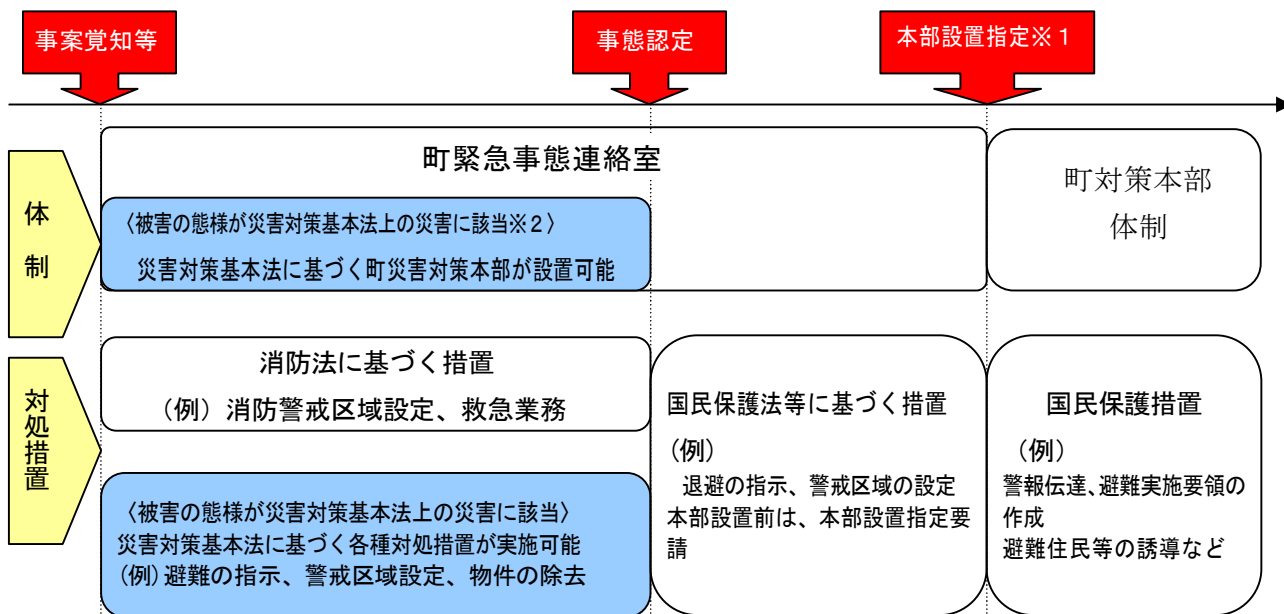 事案覚知等
事態認定
本部設置指定※１
体制
町緊急事態連絡室
〈被害の態様が災害対策基本法上の災害に該当※２〉
災害対策基本法に基づく町災害対策本部が設置可能
町対策本部
体制
対処措置
消防法に基づく措置
（例）消防警戒区域設定、救急業務
〈被害の態様が災害対策基本法上の災害に該当〉
災害対策基本法に基づく各種対処措置が実施可能
(例)避難の指示、警戒区域設定、物件の除去
国民保護法等に基づく措置
（例）
退避の指示、警戒区域の設定
本部設置前は、本部設置指定要
請
国民保護措置
（例）
警報伝達、避難実施要領の
作成
避難住民等の誘導など